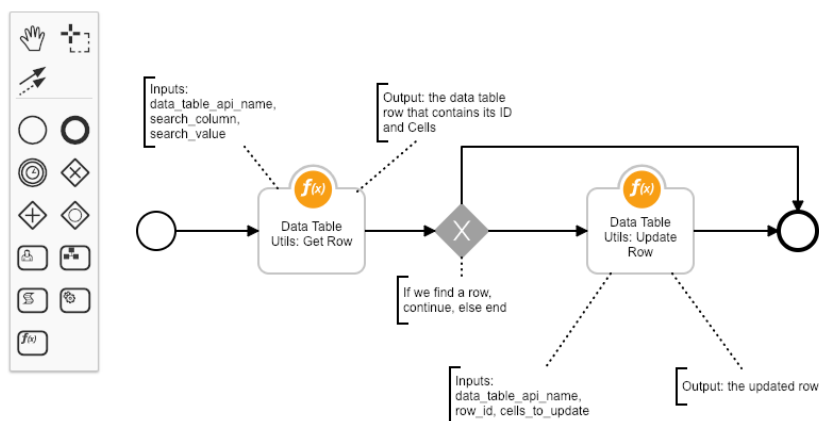 Inputs:
data_table_api_name,
search_column,
search_value
Output: the data table
row that contains its ID
and Cells
f(x)
Data Table
Utils: Get Row
X
If we find a row,
continue, else end
f(x)
Data Table
Utils: Update
Row
Inputs:
data_table_api_name,
row_id, cells_to_update
Output: the updated row
f(x)